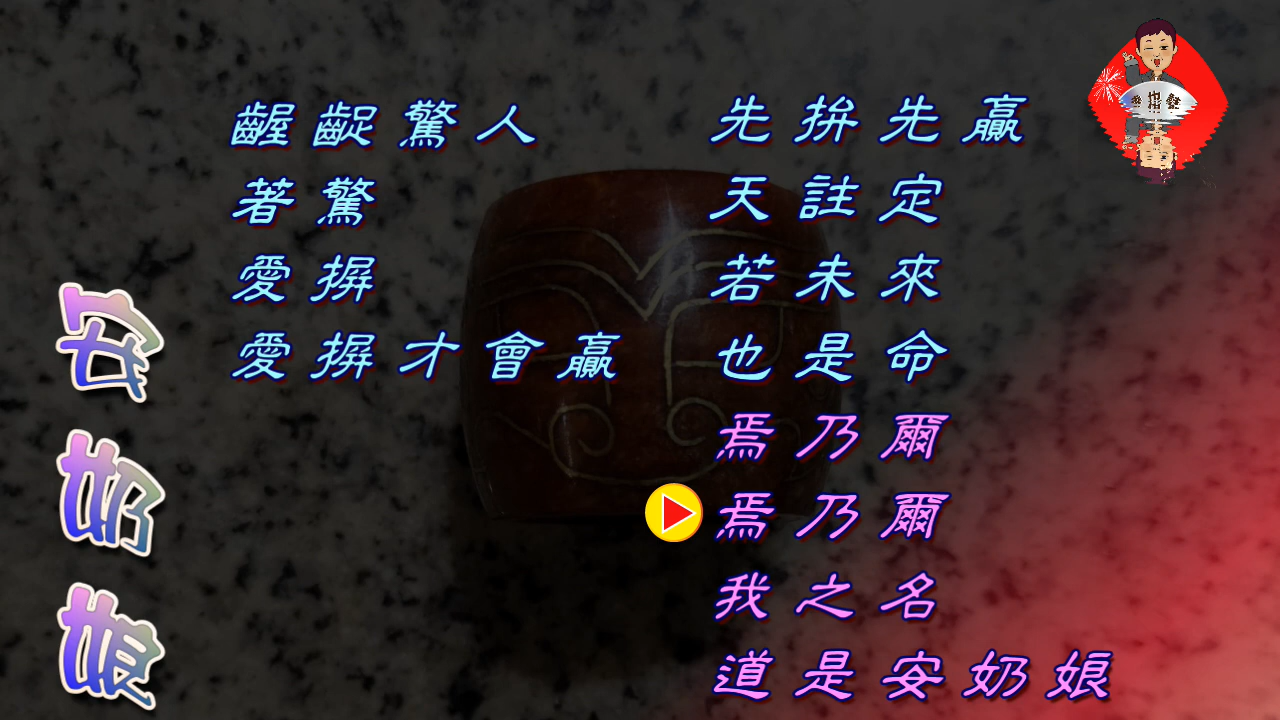 安奶娘
齷齪驚人
著驚
愛摒
愛摒才會贏
先拚先贏
天註定
若未來
也是命
焉乃爾
焉乃爾
我之名
道是安奶娘